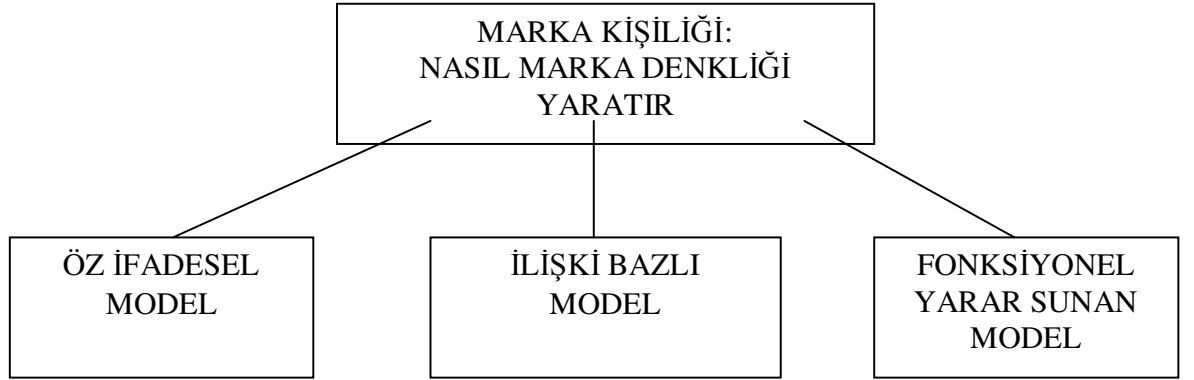 MARKA KİŞİLİĞİ:
NASIL MARKA DENKLİĞİ
YARATIR
ÖZ İFADESEL
MODEL
İLİŞKİ BAZLI
MODEL
FONKSİYONEL
YARAR SUNAN
MODEL